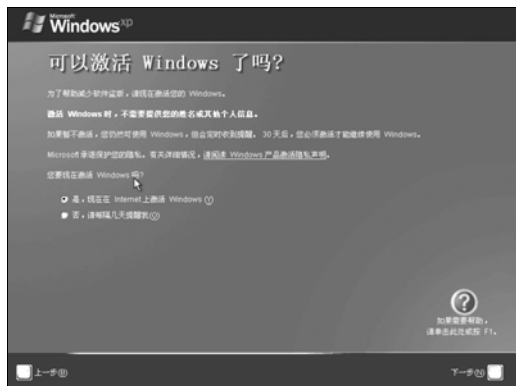 Microsoft
Windows xp
可以激活 Windows 了吗？
为了帮助减少软件盗版，请现在激活您的 Windows。
激活 Windows 时，不需要提供您的姓名或其他个人信息。
如果暂不激活，您仍然可使用 Windows，但会定时收到提醒。30 天后，您必须激活才能继续使用 Windows。
Microsoft 承诺保护您的隐私。有关详细情况，请阅读 Windows 产品激活隐私声明。
您要现在激活 Windows 吗？
是，现在在 Internet 上激活 Windows (Y)
否，请每隔几天提醒我(O)
如果需要帮助，
请单击此处或按 F1。
上一步(B)
下一步(N)